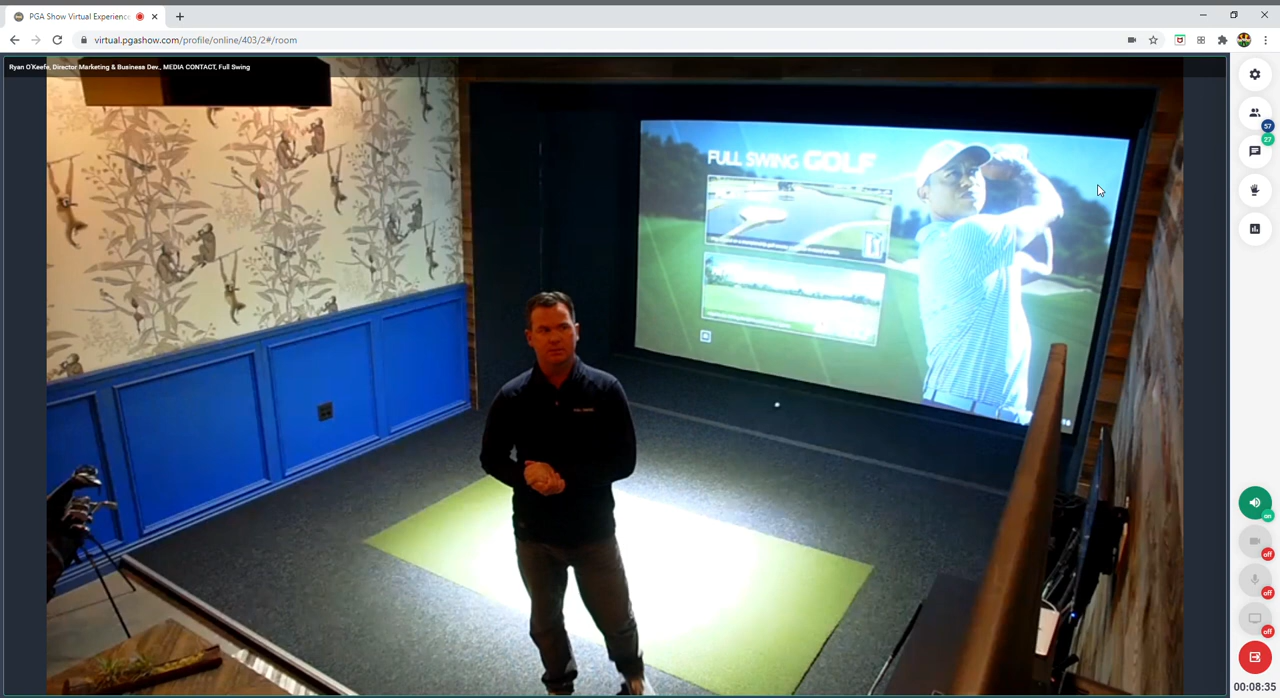 PGA Show Virtual Experienc
virtual.pgashow.com/profile/online/403/2#/room
Ryan O'Keefe, Director Marketing & Business Dev., MEDIA CONTACT, Full Swing
57
27
FULL SWING GOLF
on
off
off
off
00:08:35